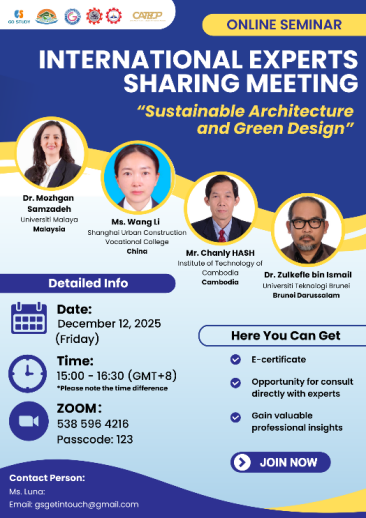 GO STUDY
CATECP
ONLINE SEMINAR
INTERNATIONAL EXPERTS
SHARING MEETING
“Sustainable Architecture
and Green Design”
Dr. Mozhgan
Samzadeh
Universiti Malaya
Malaysia
Ms. Wang Li
Shanghai Urban Construction
Vocational College
China
Mr. Chanly HASH
Institute of Technology of
Cambodia
Cambodia
Dr. Zulkefle bin Ismail
Universiti Teknologi Brunei
Brunei Darussalam
Detailed Info
Date:
December 12, 2025
(Friday)
Time:
15:00 - 16:30 (GMT+8)
*Please note the time difference
ZOOM:
538 596 4216
Passcode: 123
Here You Can Get
E-certificate
Opportunity for consult
directly with experts
Gain valuable
professional insights
JOIN NOW
Contact Person:
Ms. Luna:
Email: gsgetintouch@gmail.com